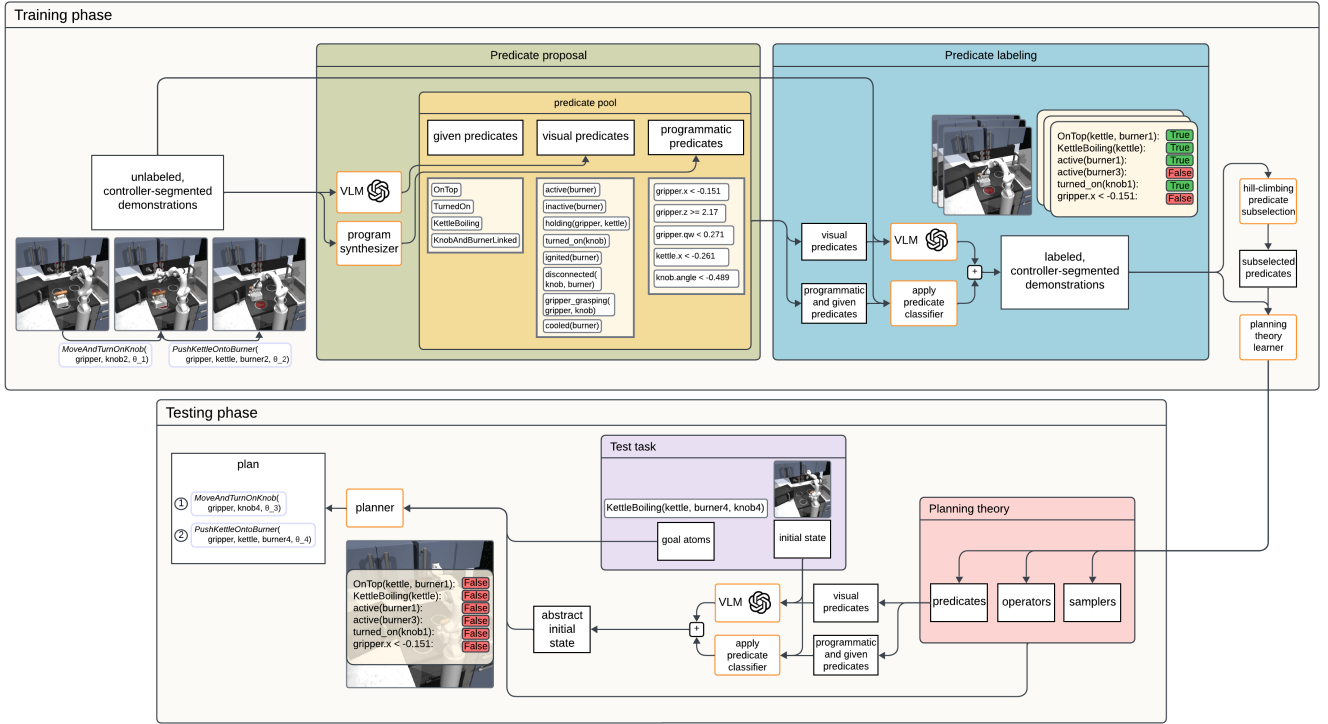 Training phase
Predicate proposal
Predicate labeling
predicate pool
given predicates
visual predicates
programmatic
predicates
unlabeled,
controller-segmented
demonstrations
VLM
program
synthesizer
OnTop
TurnedOn
KettleBoiling
KnobAndBurnerLinked
active(burner)
inactive(burner)
holding(gripper, kettle)
turned_on(knob)
ignited(burner)
disconnected(
knob, burner)
gripper_grasping(
gripper, knob)
cooled(burner)
gripper.x < -0.151
gripper.z >= 2.17
gripper.qw < 0.271
kettle.x < -0.261
knob.angle < -0.489
MoveAndTurnOnKnob(
gripper, knob2, θ_1)
PushKettleOntoBurner(
gripper, kettle, burner2, θ_2)
visual
predicates
programmatic
and given
predicates
VLM
apply
predicate
classifier
+
labeled,
controller-segmented
demonstrations
OnTop(kettle, burner1): True
KettleBoiling(kettle): True
active(burner1): True
active(burner3): False
turned_on(knob1): True
gripper.x < -0.151: False
hill-climbing
predicate
subselection
subselected
predicates
planning
theory
learner
Testing phase
plan
1 MoveAndTurnOnKnob(
gripper, knob4, θ_3)
2 PushKettleOntoBurner(
gripper, kettle, burner4, θ_4)
planner
OnTop(kettle, burner1): False
KettleBoiling(kettle): False
active(burner1): False
active(burner3): False
turned_on(knob1): False
gripper.x < -0.151: False
abstract
initial
state
Test task
KettleBoiling(kettle, burner4, knob4)
goal atoms
initial state
+
VLM
apply
predicate
classifier
visual
predicates
programmatic
and given
predicates
Planning theory
predicates
operators
samplers